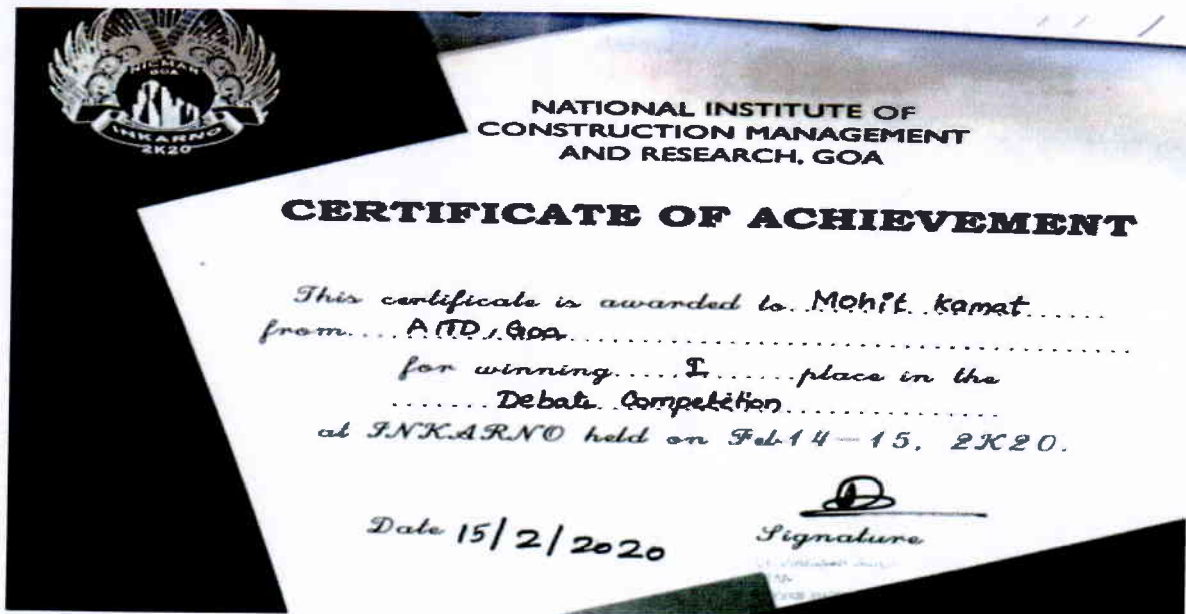 NICMAR
GOA
INKARNO
2K20
NATIONAL INSTITUTE OF
CONSTRUCTION MANAGEMENT
AND RESEARCH, GOA
CERTIFICATE OF ACHIEVEMENT
This certificate is awarded to Mohit Kamat
from AITD, Goa
for winning I place in the
Debate Competition
at INKARNO held on Feb 14-15, 2K20.
Date 15/2/2020
Signature